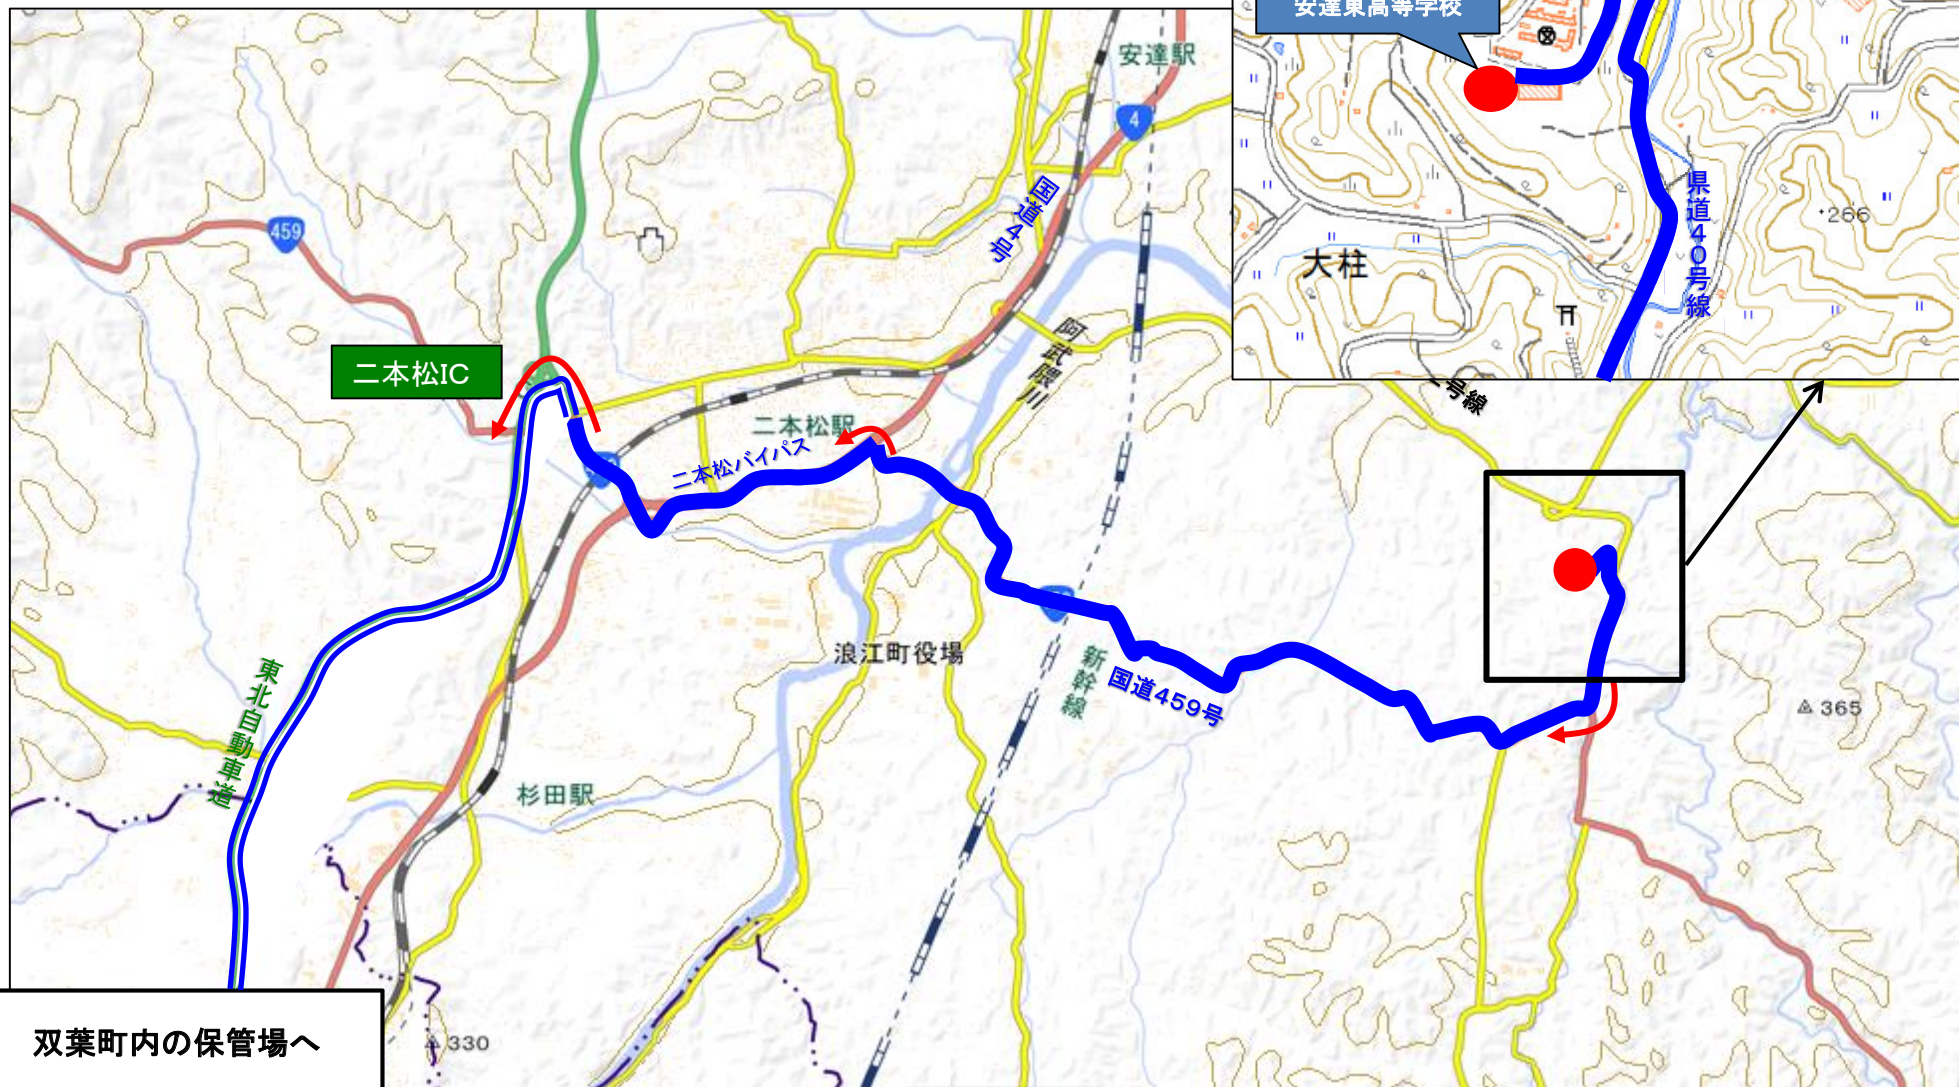 安達東高等学校
安達駅
4
国道4号
459
県道40号線
266
大柱
阿武隈川
二本松IC
号線
二本松駅
二本松バイパス
浪江町役場
新幹線
国道459号
東北自動車道
365
杉田駅
双葉町内の保管場へ
330